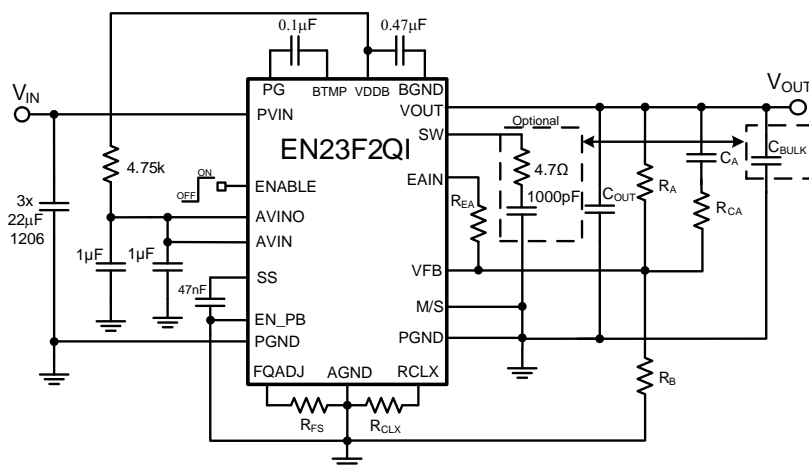 0.1µF
0.47µF
PG
BTMP
VDDB
BGND
VIN
PVIN
VOUT
VOUT
SW
Optional
EN23F2QI
4.75k
4.7Ω
CA
CBULK
ON
OFF
ENABLE
EAIN
1000pF
RA
3x
22µF
1206
AVINO
REA
COUT
RCA
AVIN
1µF
1µF
SS
VFB
47nF
EN_PB
M/S
PGND
PGND
FQADJ
AGND
RCLX
RB
RFS
RCLX